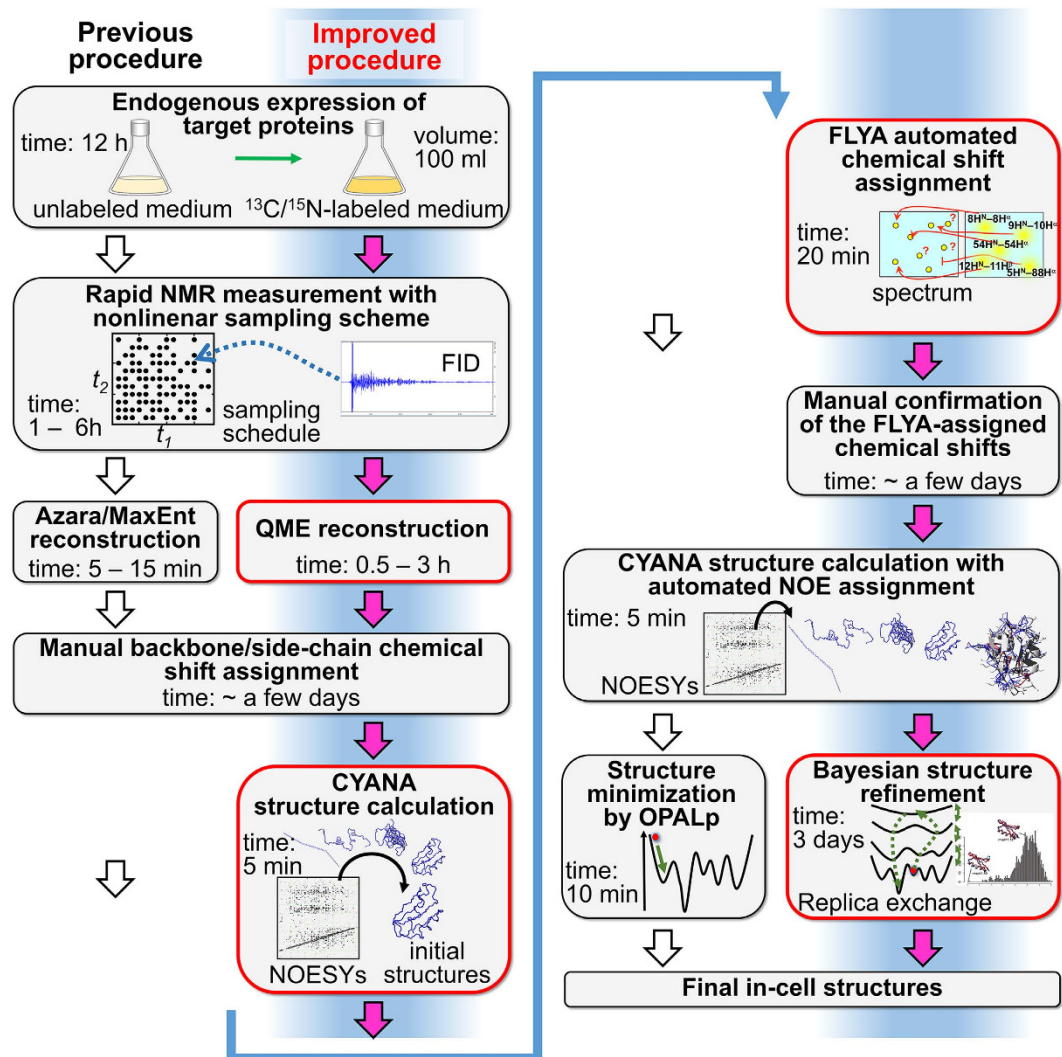 Previous
procedure
Improved
procedure
Endogenous expression of
target proteins
time: 12 h
volume:
100 ml
unlabeled medium
¹³C/¹⁵N-labeled medium
Rapid NMR measurement with
nonlinenar sampling scheme
t₂
FID
time:
1 – 6h
t₁
sampling
schedule
Azara/MaxEnt
reconstruction
time: 5 – 15 min
QME reconstruction
time: 0.5 – 3 h
Manual backbone/side-chain chemical
shift assignment
time: ~ a few days
CYANA
structure calculation
time:
5 min
NOESYs
initial
structures
FLYA automated
chemical shift
assignment
time:
20 min
?
?
?
8Hᴺ–8Hᵅ
9Hᴺ–10Hᵅ
54Hᴺ–54Hᵅ
12Hᴺ–11Hᵝ
5Hᴺ–88Hᵅ
spectrum
Manual confirmation
of the FLYA-assigned
chemical shifts
time: ~ a few days
CYANA structure calculation with
automated NOE assignment
time: 5 min
NOESYs
Structure
minimization
by OPALp
time:
10 min
Bayesian structure
refinement
time:
3 days
Replica exchange
Final in-cell structures